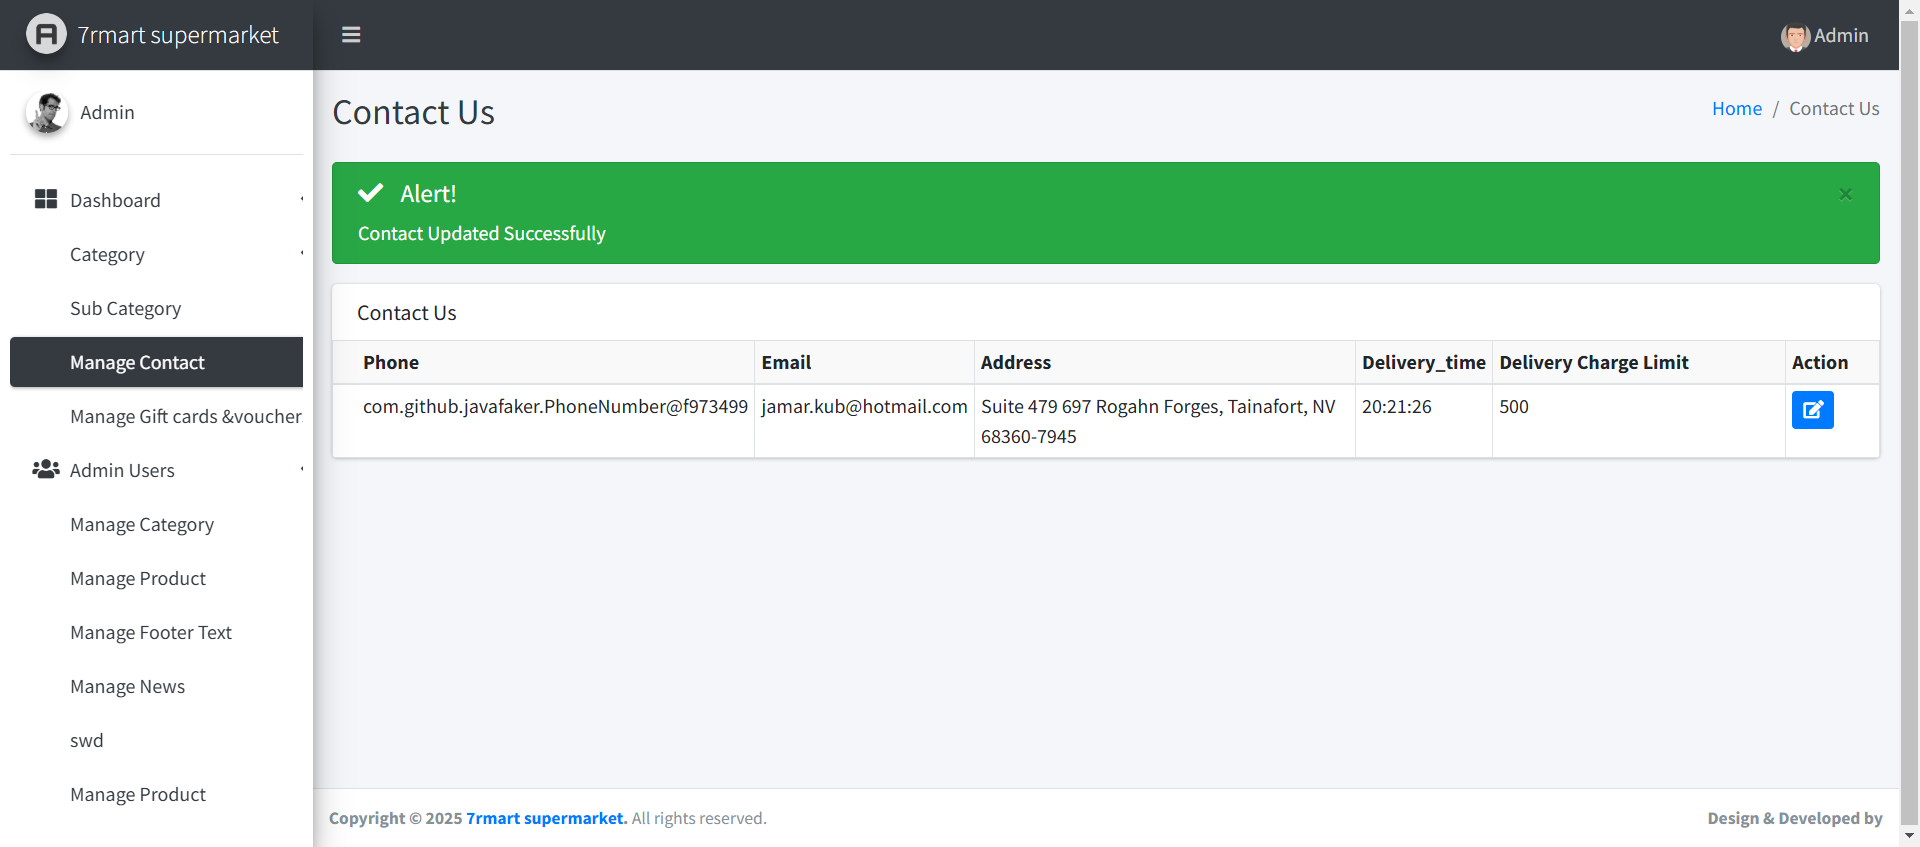 7rmart supermarket
Admin
Admin
Dashboard
Category
Sub Category
Manage Contact
Manage Gift cards &voucher
Admin Users
Manage Category
Manage Product
Manage Footer Text
Manage News
swd
Manage Product
Contact Us
Home / Contact Us
Alert!
×
Contact Updated Successfully
Contact Us
Phone Email Address Delivery_time Delivery Charge Limit Action
com.github.javafaker.PhoneNumber@f973499 jamar.kub@hotmail.com Suite 479 697 Rogahn Forges, Tainafort, NV 20:21:26 500
68360-7945
Copyright © 2025 7rmart supermarket. All rights reserved.
Design & Developed by